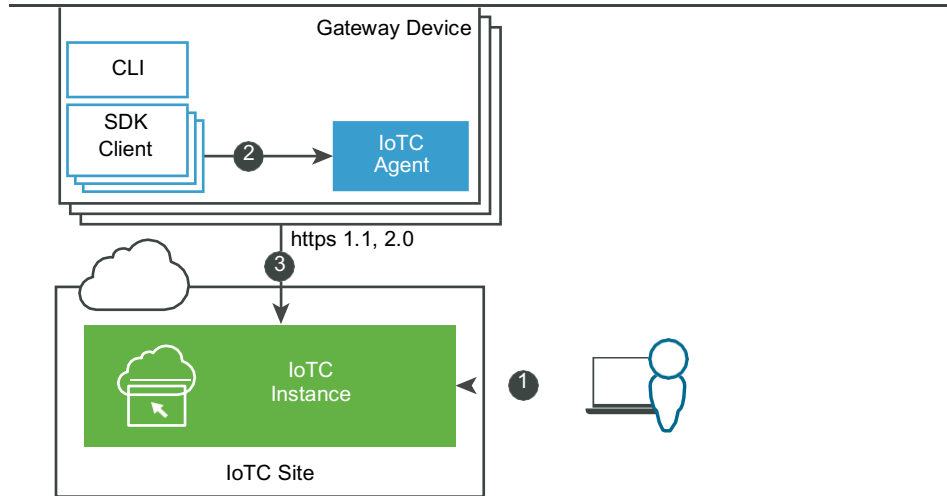 Gateway Device
CLI
SDK
Client
2
IoTC
Agent
https 1.1, 2.0
3
IoTC
Instance
1
IoTC Site